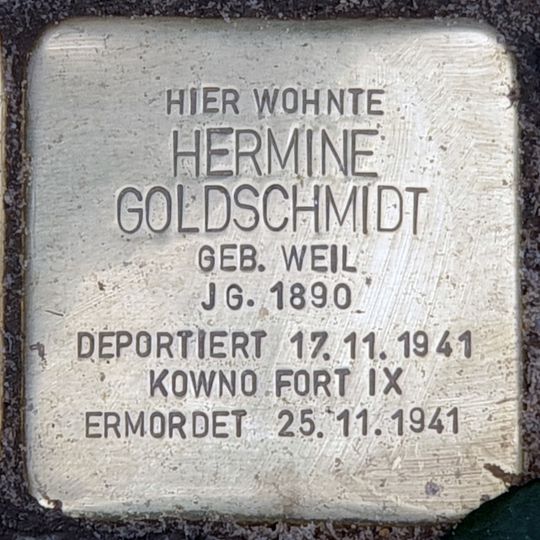 HIER WOHNTE
HERMINE
GOLDSCHMIDT
GEB. WEIL
JG. 1890
DEPORTIERT 17.11.1941
KOWNO FORT IX
ERMORDET 25.11.1941